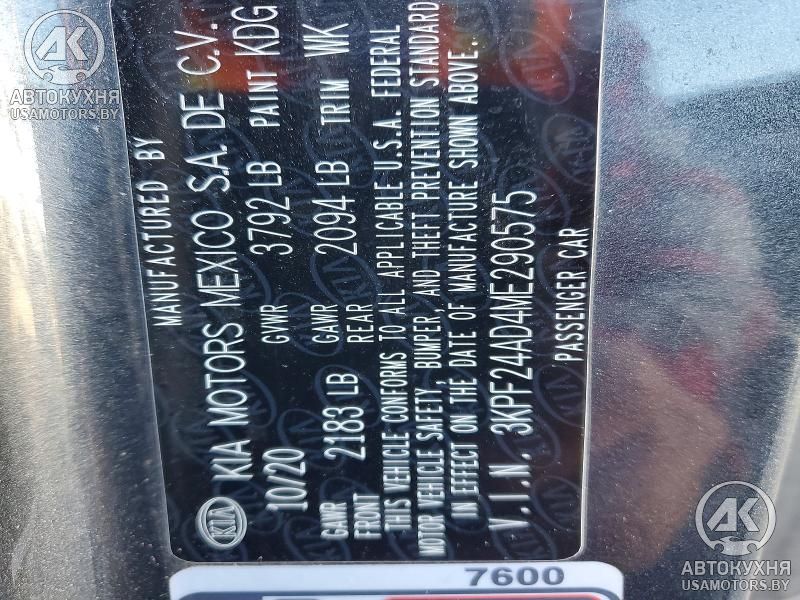 MANUFACTURED BY
KIA KIA MOTORS MEXICO S.A. DE C.V.
10/20 GVWR 3792 LB PAINT KDG
GAWR FRONT 2183 LB GAWR REAR 2094 LB TRIM WK
THIS VEHICLE CONFORMS TO ALL APPLICABLE U.S.A. FEDERAL
MOTOR VEHICLE SAFETY, BUMPER, AND THEFT PREVENTION STANDARD
IN EFFECT ON THE DATE OF MANUFACTURE SHOWN ABOVE.
V.I.N. 3KPF24AD4ME290575
PASSENGER CAR
7600
АК
АВТОКУХНЯ
USAMOTORS.BY
АК
АВТОКУХНЯ
USAMOTORS.BY